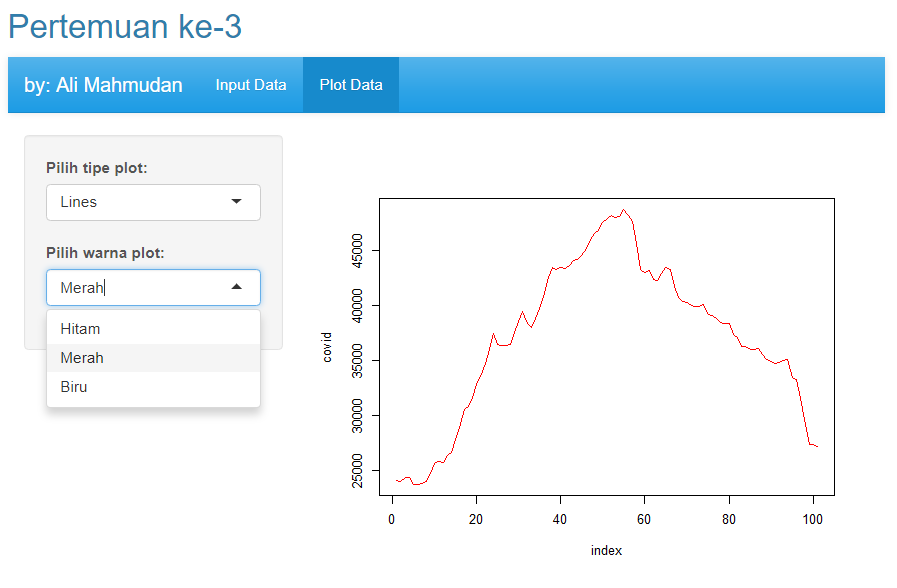 Pertemuan ke-3
by: Ali Mahmudan Input Data Plot Data
Pilih tipe plot:
Lines
Pilih warna plot:
Merah
Hitam
Merah
Biru
covid
45000
40000
35000
30000
25000
0 20 40 60 80 100
index